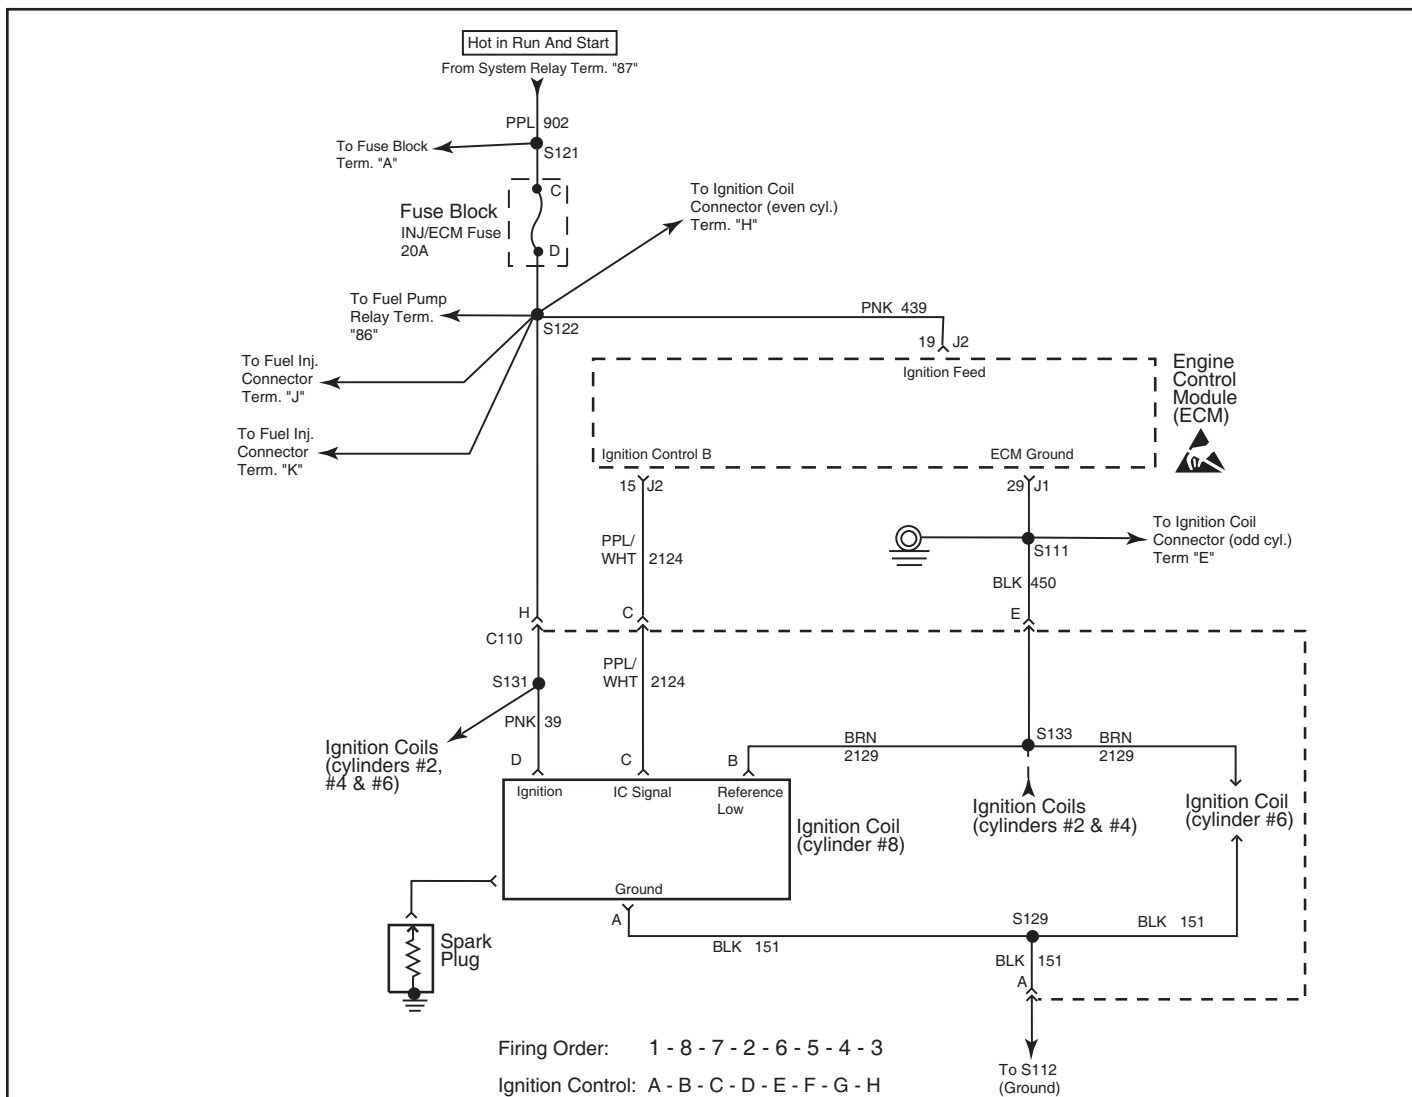 Hot in Run And Start
From System Relay Term. "87"
PPL 902
To Fuse Block
Term. "A"
S121
C
Fuse Block
INJ/ECM Fuse
20A
D
To Ignition Coil
Connector (even cyl.)
Term. "H"
To Fuel Pump
Relay Term.
"86"
S122
PNK 439
19 J2
To Fuel Inj.
Connector
Term. "J"
To Fuel Inj.
Connector
Term. "K"
Ignition Feed
Engine
Control
Module
(ECM)
Ignition Control B
ECM Ground
15 J2
29 J1
PPL/
WHT 2124
S111
To Ignition Coil
Connector (odd cyl.)
Term "E"
BLK 450
H
C
E
C110
S131
PPL/
WHT 2124
PNK 39
Ignition Coils
(cylinders #2,
#4 & #6)
D
C
B
BRN
2129
S133
BRN
2129
Ignition
IC Signal
Reference
Low
Ignition Coil
(cylinder #8)
Ignition Coils
(cylinders #2 & #4)
Ignition Coil
(cylinder #6)
Ground
A
BLK 151
S129
BLK 151
BLK 151
A
Spark
Plug
To S112
(Ground)
Firing Order: 1 - 8 - 7 - 2 - 6 - 5 - 4 - 3
Ignition Control: A - B - C - D - E - F - G - H